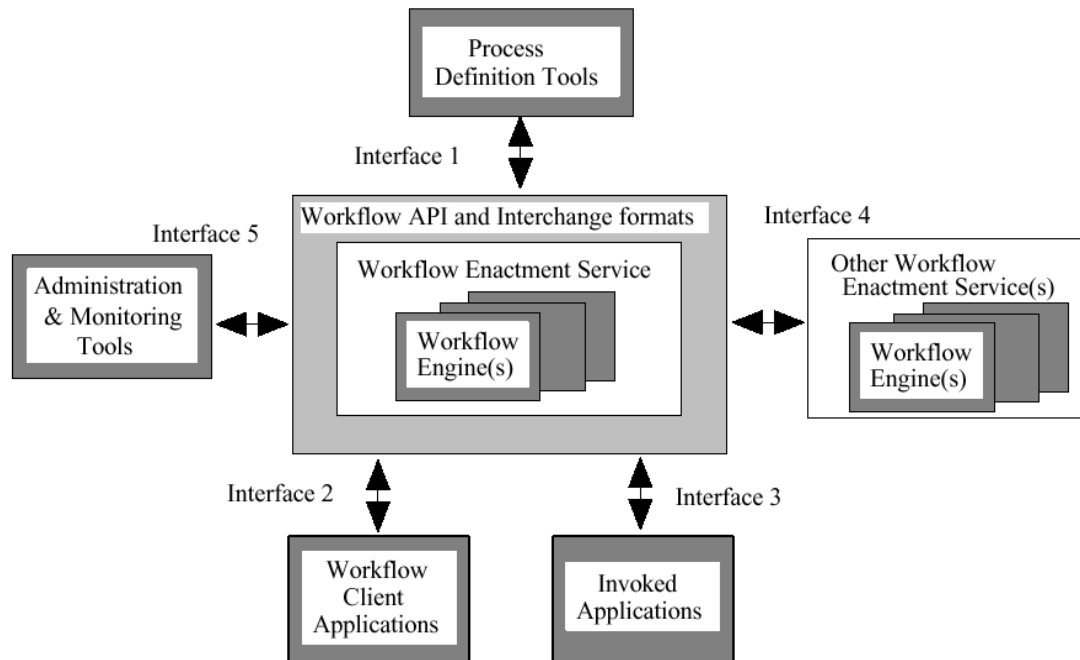 Process
Definition Tools
Interface 1
Workflow API and Interchange formats
Interface 4
Interface 5
Workflow Enactment Service
Other Workflow
Enactment Service(s)
Administration
& Monitoring
Tools
Workflow
Engine(s)
Workflow
Engine(s)
Interface 2
Interface 3
Workflow
Client
Applications
Invoked
Applications